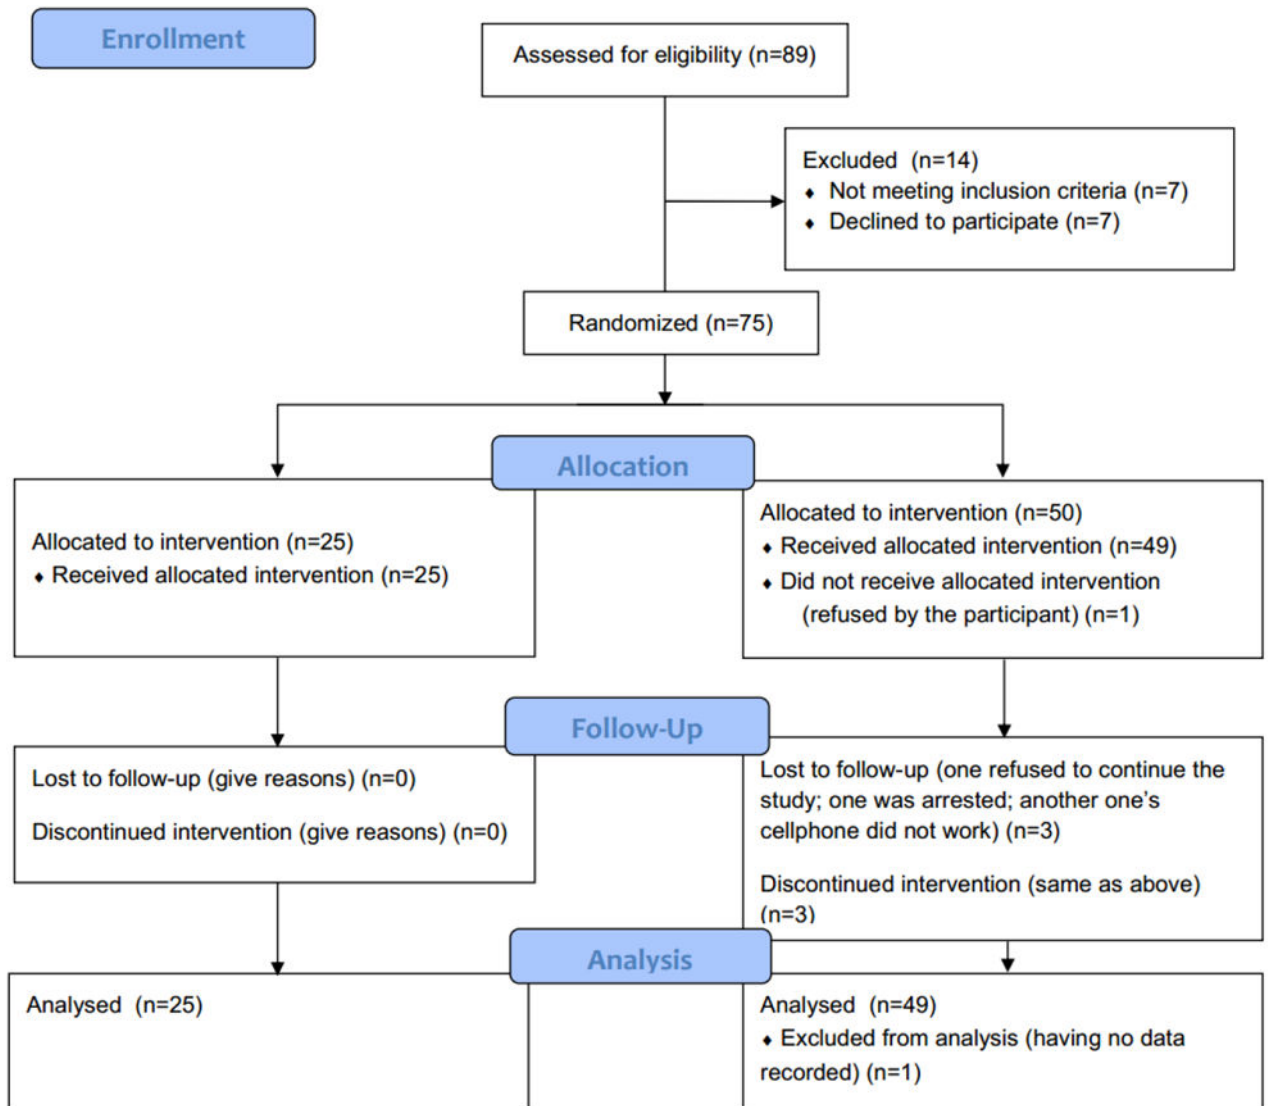 Enrollment
Assessed for eligibility (n=89)
Excluded (n=14)
♦ Not meeting inclusion criteria (n=7)
♦ Declined to participate (n=7)
Randomized (n=75)
Allocation
Allocated to intervention (n=25)
♦ Received allocated intervention (n=25)
Allocated to intervention (n=50)
♦ Received allocated intervention (n=49)
♦ Did not receive allocated intervention
(refused by the participant) (n=1)
Follow-Up
Lost to follow-up (give reasons) (n=0)
Discontinued intervention (give reasons) (n=0)
Lost to follow-up (one refused to continue the
study; one was arrested; another one's
cellphone did not work) (n=3)
Discontinued intervention (same as above)
(n=3)
Analysis
Analysed (n=25)
Analysed (n=49)
♦ Excluded from analysis (having no data
recorded) (n=1)